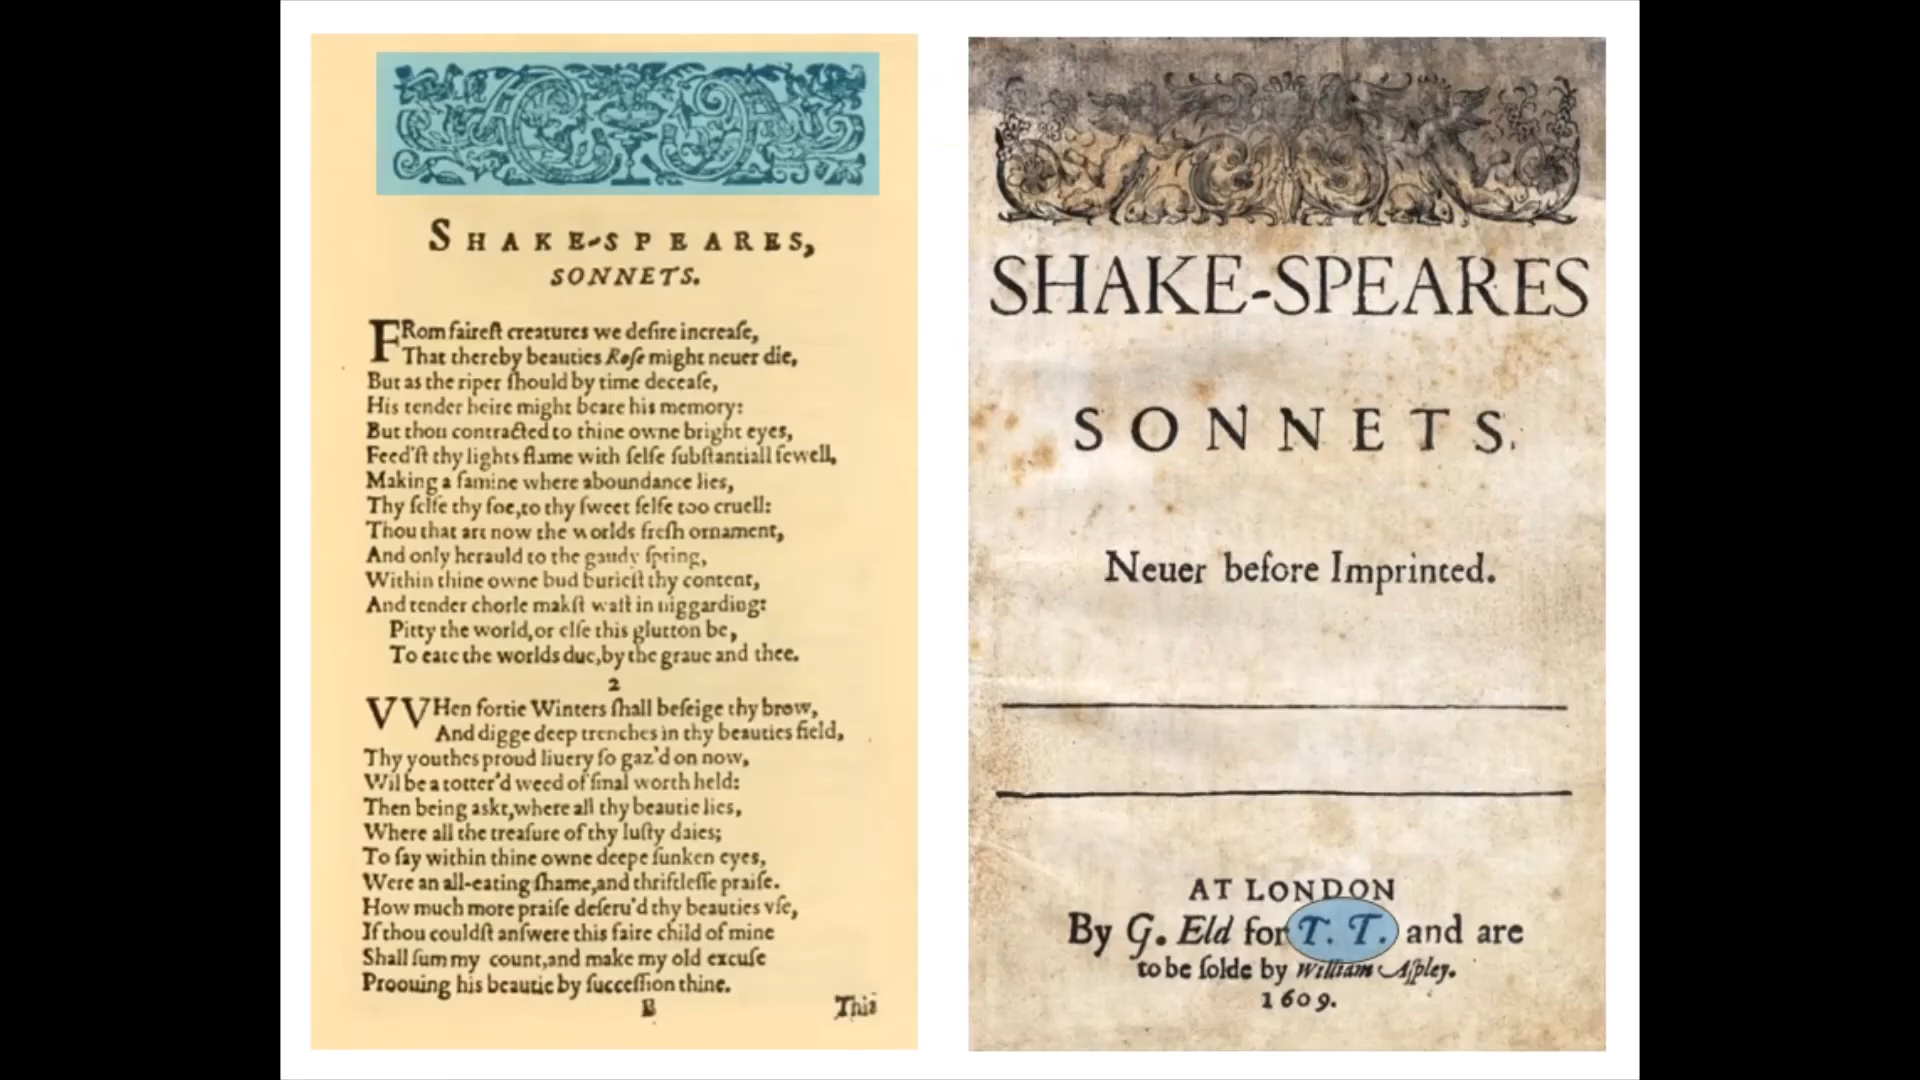 SHAKE-SPEARES,
SONNETS.
FRom faireſt creatures we deſire increaſe,
That thereby beauties Roſe might neuer die,
But as the riper ſhould by time deceaſe,
His tender heire might beare his memory:
But thou contracted to thine owne bright eyes,
Feed'ſt thy lights flame with ſelfe ſubſtantiall fewell,
Making a famine where aboundance lies,
Thy ſelfe thy foe,to thy ſweet ſelfe too cruell:
Thou that art now the worlds freſh ornament,
And only herauld to the gaudy ſpring,
Within thine owne bud burieſt thy content,
And tender chorle makſt waſt in niggarding:
Pitty the world,or elſe this glutton be,
To eate the worlds due,by the graue and thee.
2
VVHen fortie Winters ſhall beſeige thy brow,
And digge deep trenches in thy beauties field,
Thy youthes proud liuery ſo gaz'd on now,
Wil be a totter'd weed of ſmal worth held:
Then being askt,where all thy beautie lies,
Where all the treaſure of thy luſty daies;
To ſay within thine owne deepe ſunken eyes,
Were an all-eating ſhame,and thriftleſſe praiſe.
How much more praiſe deſeru'd thy beauties vſe,
If thou couldſt anſwere this faire child of mine
Shall ſum my count,and make my old excuſe
Proouing his beautie by ſucceſſion thine.
B This
SHAKE-SPEARES
SONNETS.
Neuer before Imprinted.
AT LONDON
By G. Eld for T. T. and are
to be ſolde by William Aſpley.
1609.